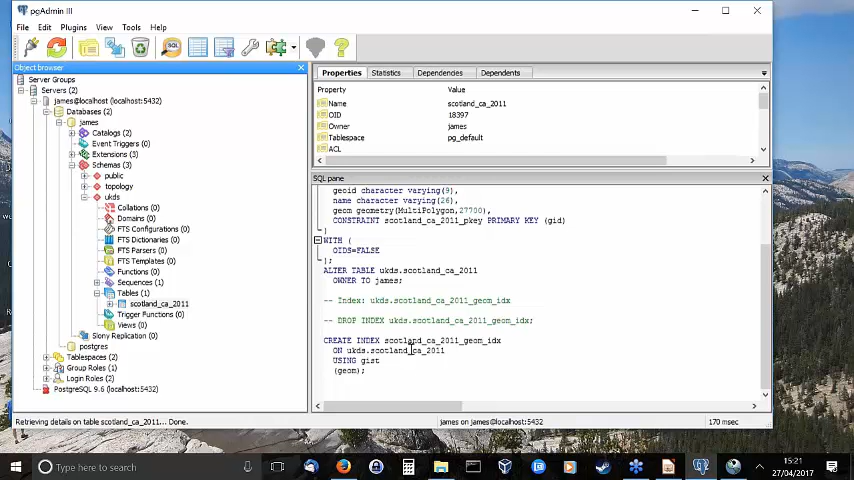 pgAdmin III
File Edit Plugins View Tools Help
SQL
Object browser
Server Groups
Servers (2)
james@localhost (localhost:5432)
Databases (2)
james
Catalogs (2)
Event Triggers (0)
Extensions (3)
Schemas (3)
public
topology
ukds
Collations (0)
Domains (0)
FTS Configurations (0)
FTS Dictionaries (0)
FTS Parsers (0)
FTS Templates (0)
Functions (0)
Sequences (1)
Tables (1)
scotland_ca_2011
Trigger Functions (0)
Views (0)
Slony Replication (0)
postgres
Tablespaces (2)
Group Roles (1)
Login Roles (2)
PostgreSQL 9.6 (localhost:5432)
Properties Statistics Dependencies Dependents
Property Value
Name scotland_ca_2011
OID 18397
Owner james
Tablespace pg_default
ACL
SQL pane
geoid character varying(9),
name character varying(26),
geom geometry(MultiPolygon,27700),
CONSTRAINT scotland_ca_2011_pkey PRIMARY KEY (gid)
)
WITH (
OIDS=FALSE
);
ALTER TABLE ukds.scotland_ca_2011
OWNER TO james;
-- Index: ukds.scotland_ca_2011_geom_idx
-- DROP INDEX ukds.scotland_ca_2011_geom_idx;
CREATE INDEX scotland_ca_2011_geom_idx
ON ukds.scotland_ca_2011
USING gist
(geom);
Retrieving details on table scotland_ca_2011... Done.
james on james@localhost:5432
170 msec
Type here to search
15:21
27/04/2017